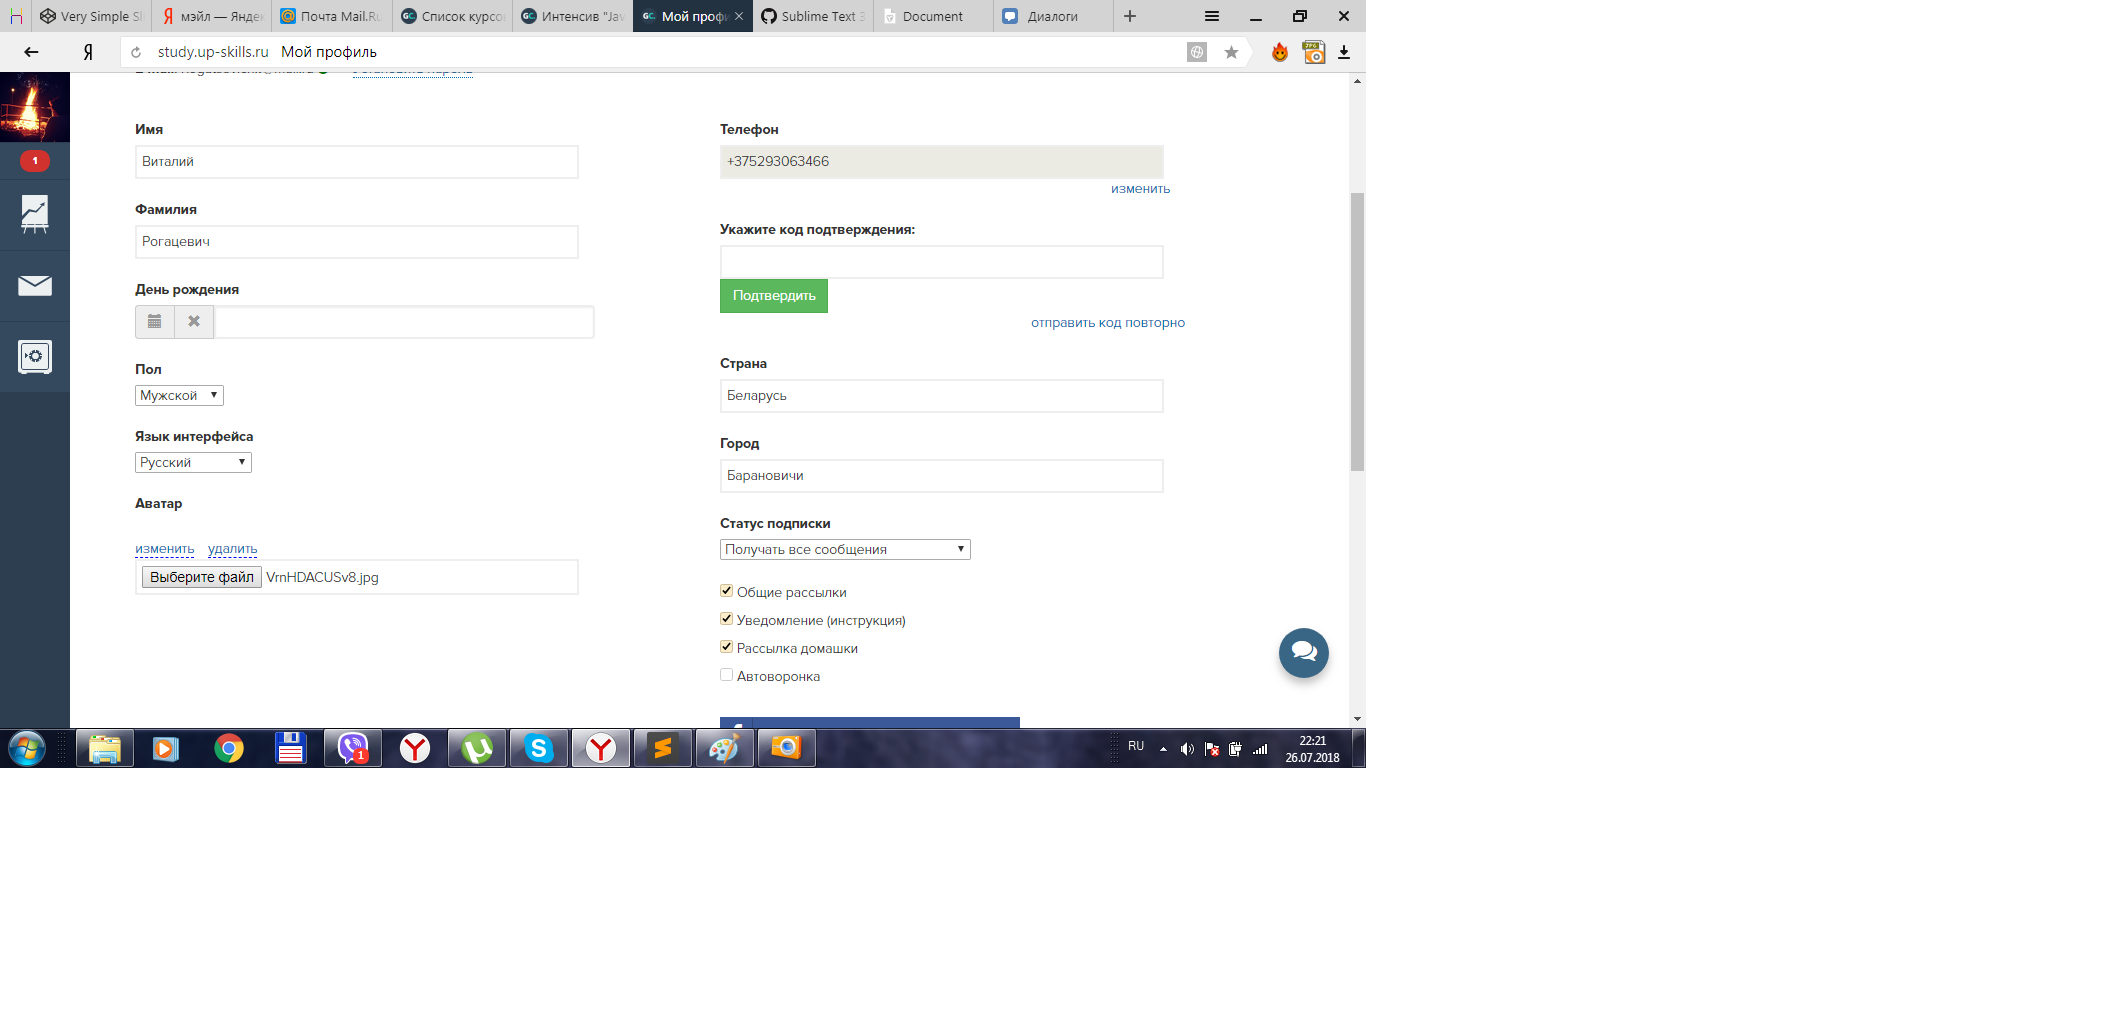 Very Simple Sl
мэйл — Яндек
Почта Mail.Ru
Список курсов
Интенсив "Jav
Мой профи
Sublime Text 3
Document
Диалоги
study.up-skills.ru Мой профиль
Имя
Виталий
Фамилия
Рогацевич
День рождения
Пол
Мужской
Язык интерфейса
Русский
Аватар
изменить удалить
Выберите файл VrnHDACUSv8.jpg
Телефон
+375293063466
изменить
Укажите код подтверждения:
Подтвердить
отправить код повторно
Страна
Беларусь
Город
Барановичи
Статус подписки
Получать все сообщения
Общие рассылки
Уведомление (инструкция)
Рассылка домашки
Автоворонка
1
1
RU
22:21
26.07.2018